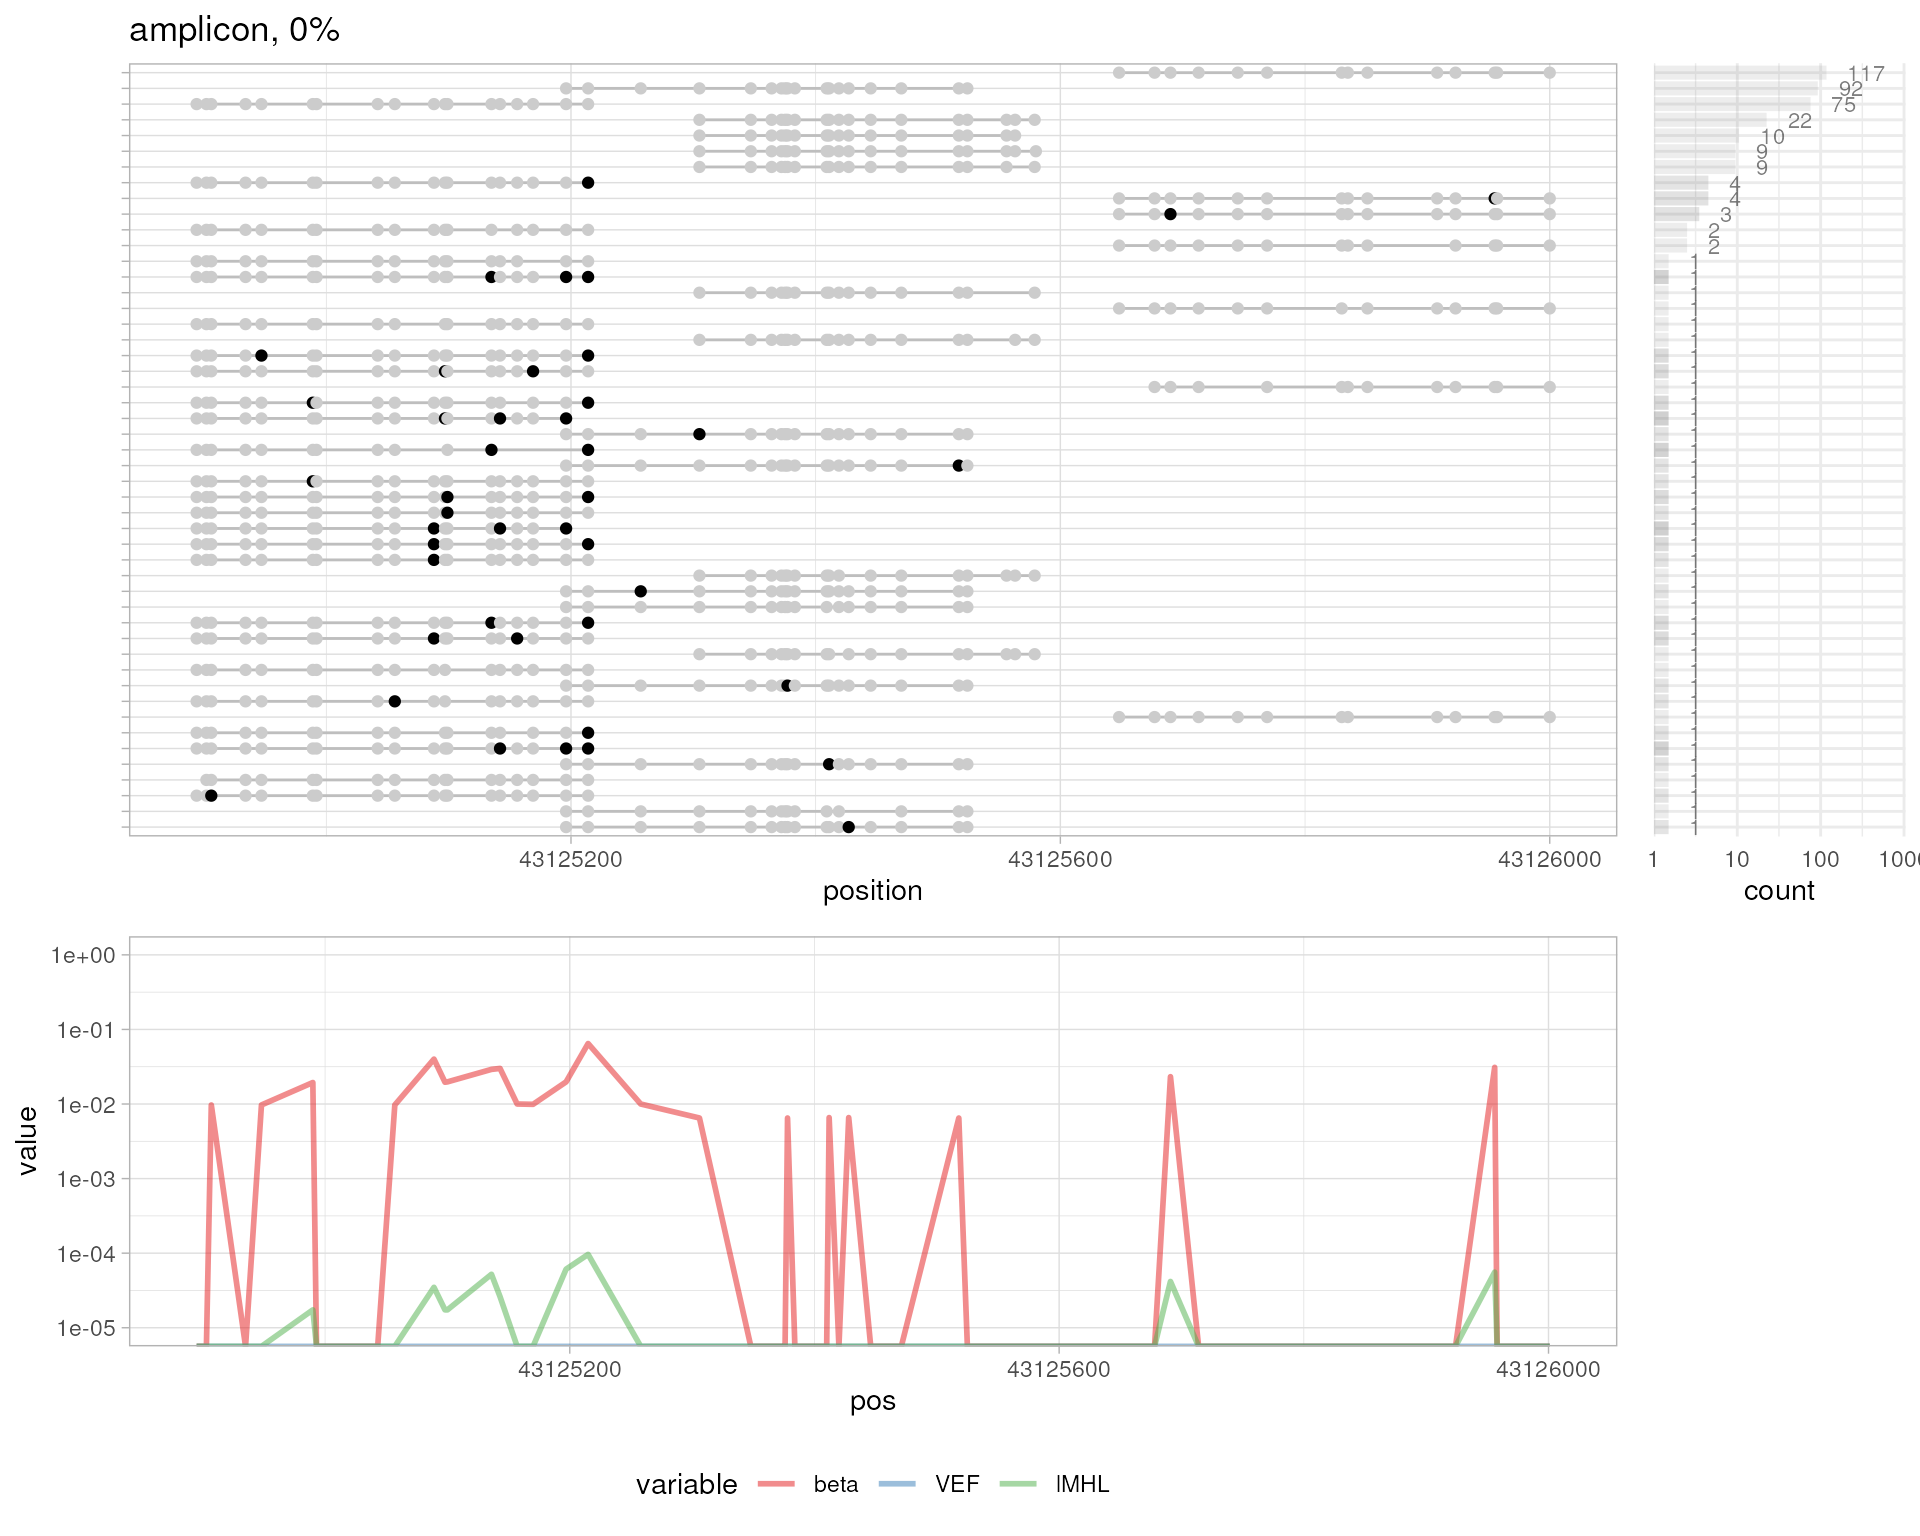 amplicon, 0%
117
92
75
22
10
9
9
4
4
3
2
2
43125200 43125600 43126000
1 10 100 1000
position
count
1e+00
1e-01
1e-02
1e-03
1e-04
1e-05
value
43125200 43125600 43126000
pos
variable beta VEF lMHL